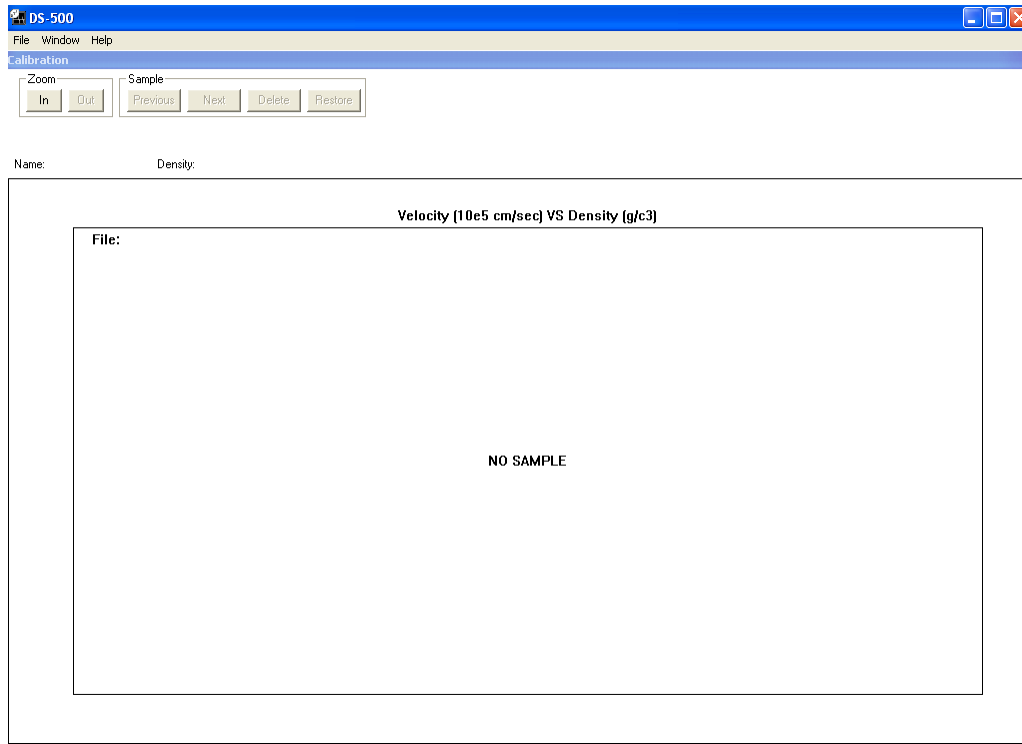 DS-500
File Window Help
Calibration
Zoom Sample
In Out Previous Next Delete Restore
Name: Density:
Velocity (10e5 cm/sec) VS Density (g/c3)
File:
NO SAMPLE